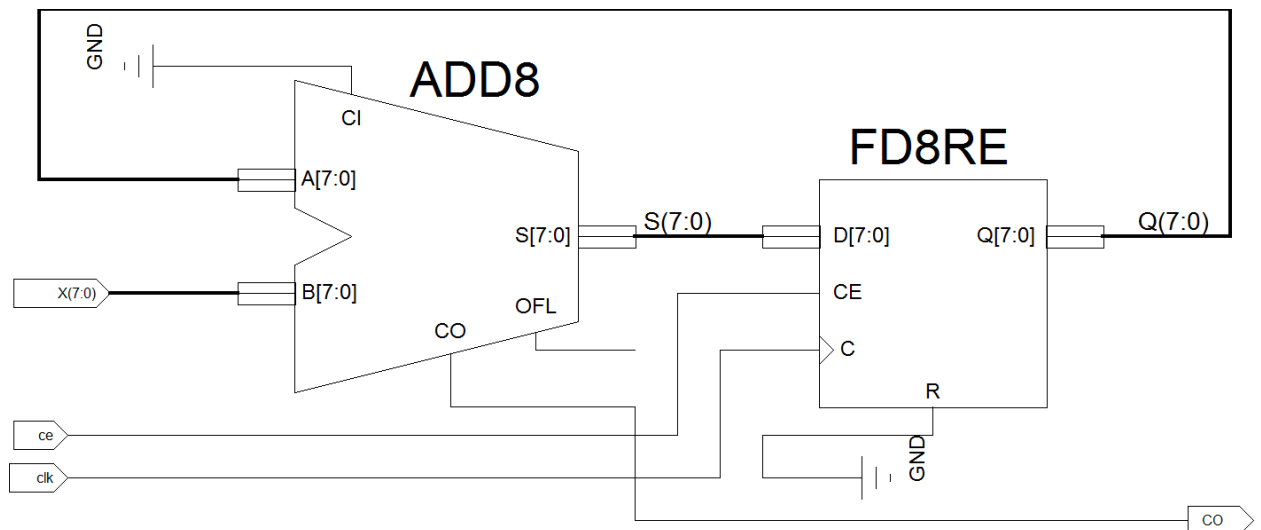 GND
ADD8
CI
FD8RE
A[7:0]
S[7:0]
S(7:0)
D[7:0]
Q[7:0]
Q(7:0)
X(7:0)
B[7:0]
CE
OFL
CO
C
R
ce
GND
clk
CO